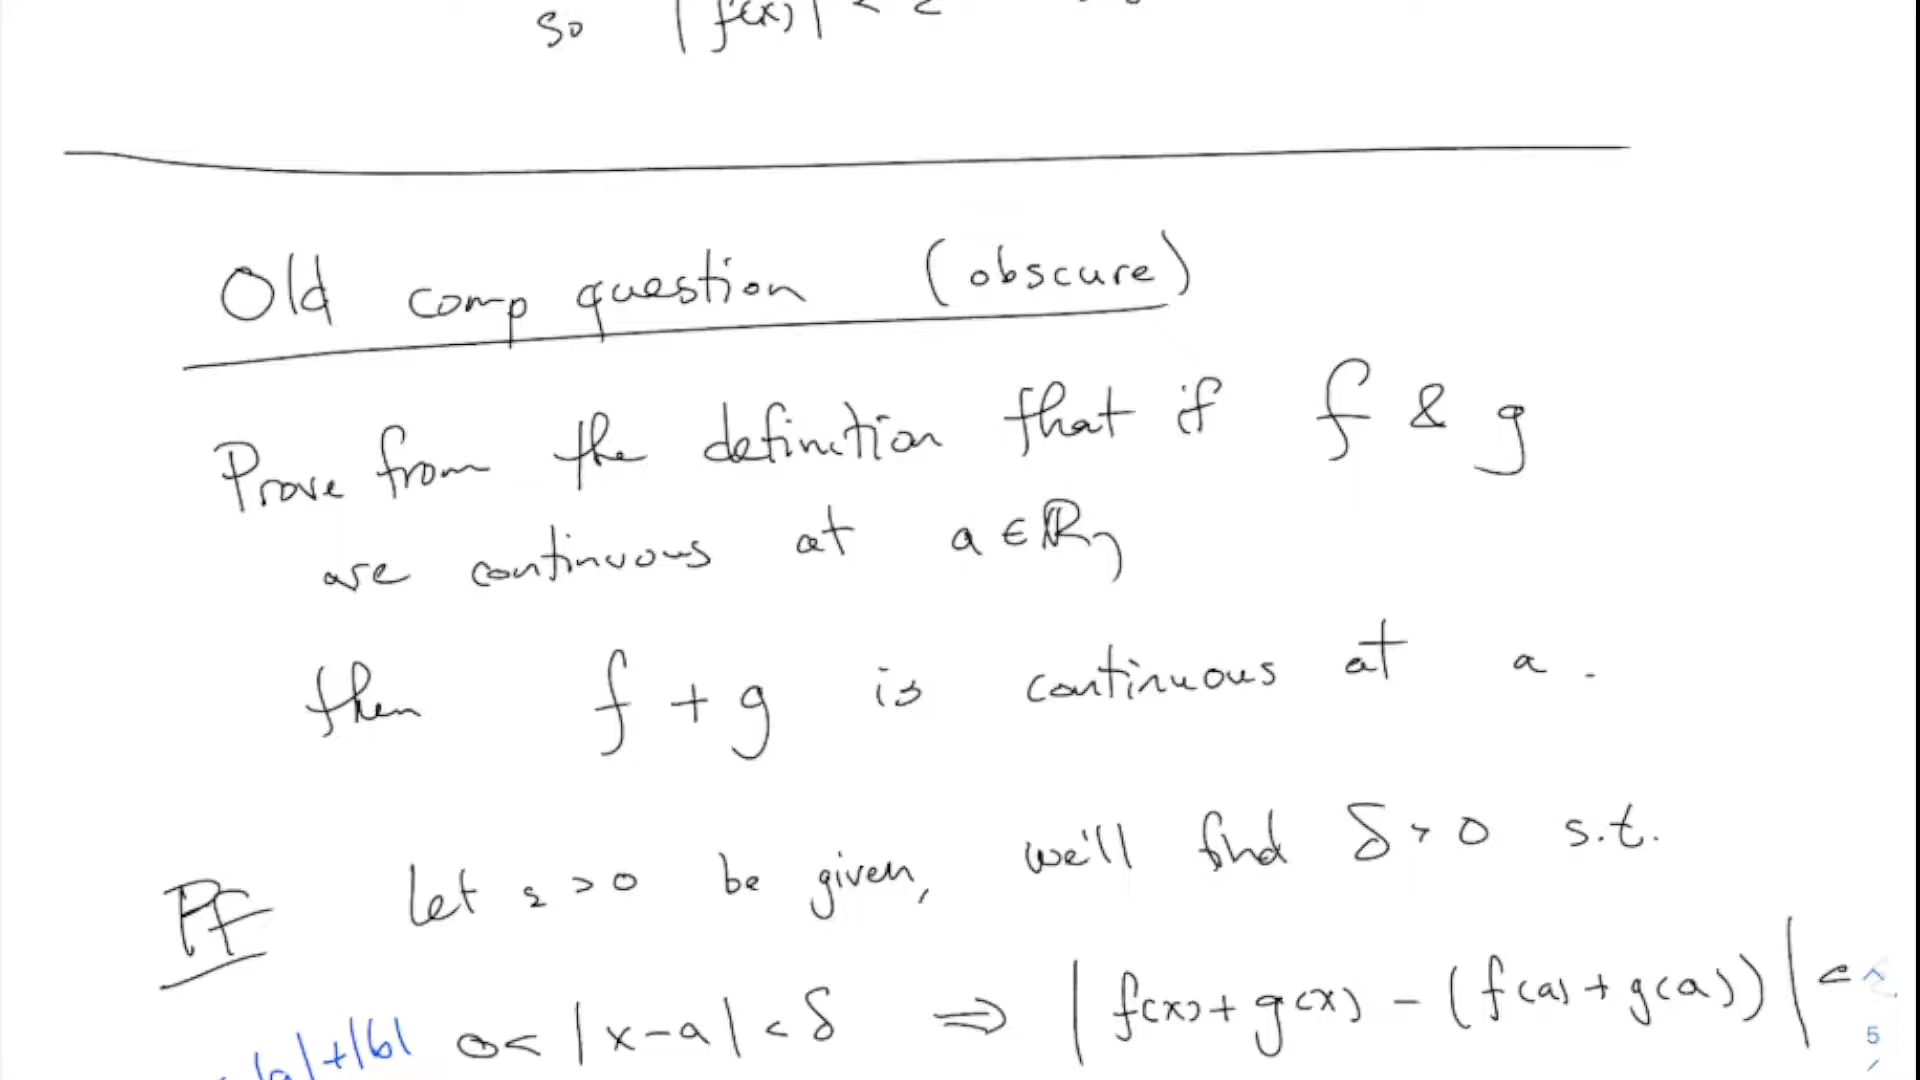 so |f(x)| <
Old comp question (obscure)
Prove from the definition that if f & g
are continuous at a ∈ ℝ,
then f + g is continuous at a.
Pf Let ε > 0 be given, we'll find δ > 0 s.t.
0 < |x-a| < δ ⇒ |f(x) + g(x) - (f(a) + g(a))| <
|a|+|b|
5